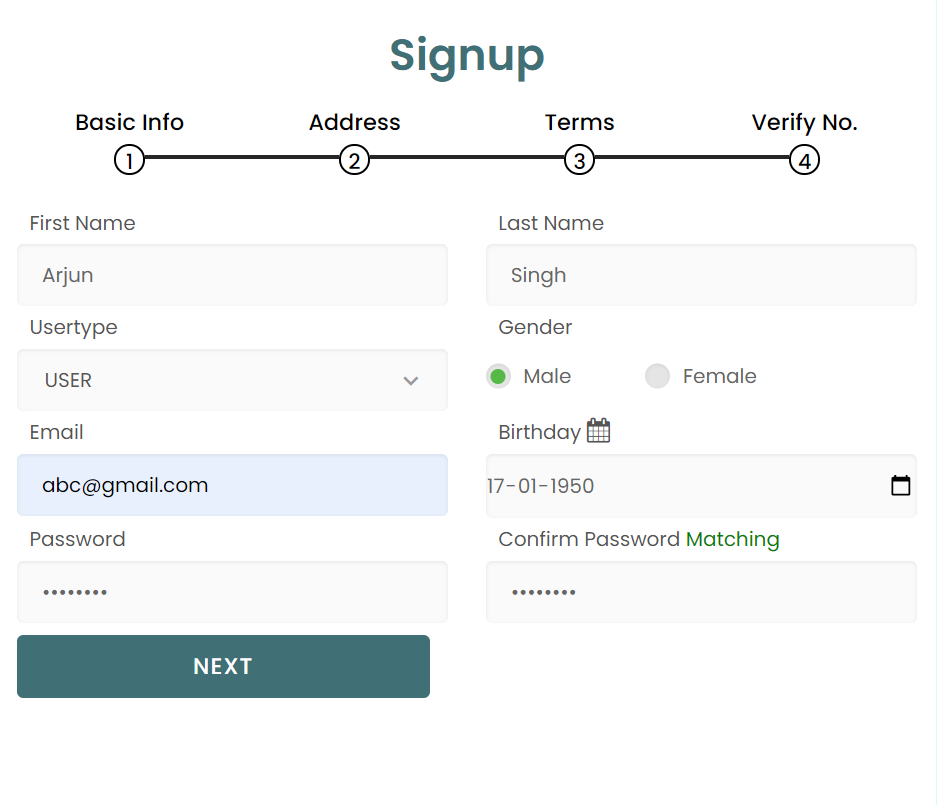 Signup
Basic Info Address Terms Verify No.
1 2 3 4
First Name Last Name
Arjun Singh
Usertype Gender
USER Male Female
Email Birthday
abc@gmail.com 17-01-1950
Password Confirm Password Matching
•••••••• ••••••••
NEXT